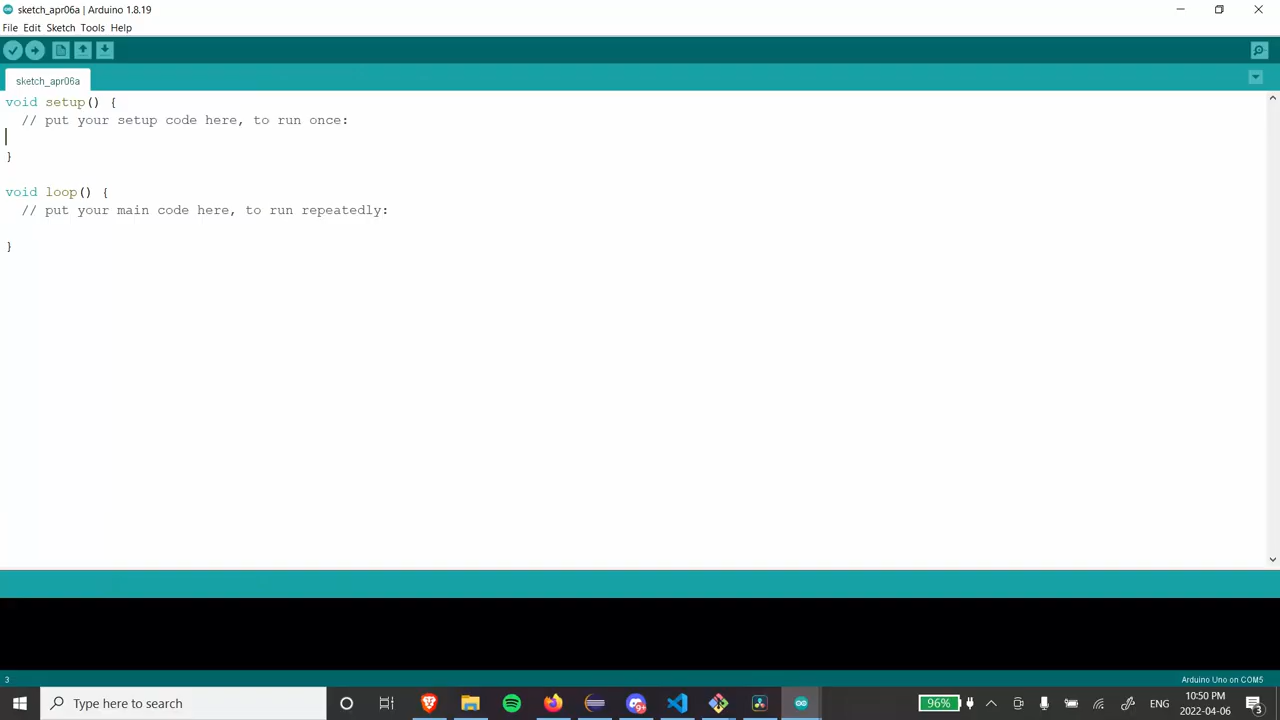 sketch_apr06a | Arduino 1.8.19
File Edit Sketch Tools Help
sketch_apr06a
void setup() {
// put your setup code here, to run once:
}
void loop() {
// put your main code here, to run repeatedly:
}
3
Arduino Uno on COM5
Type here to search
96%
ENG
10:50 PM
2022-04-06
3